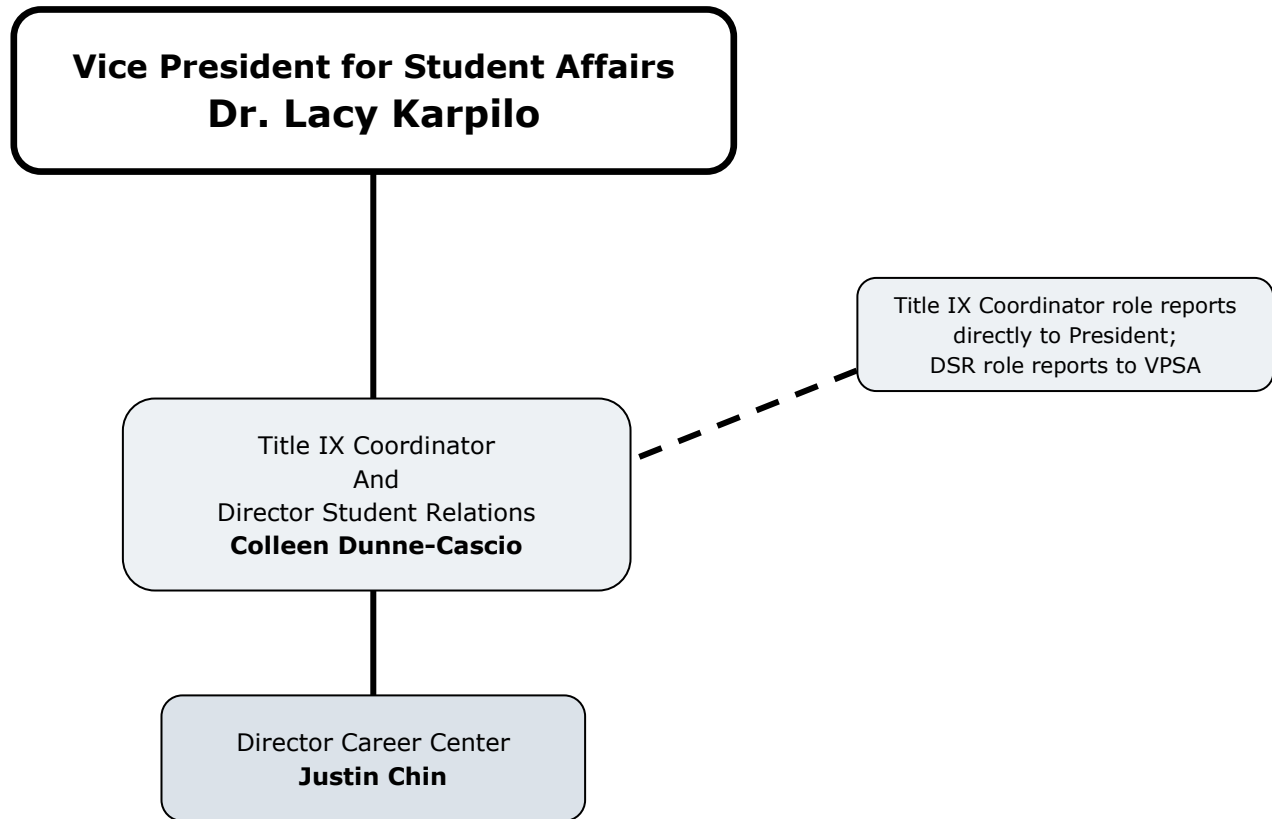 Vice President for Student Affairs
Dr. Lacy Karpilo
Title IX Coordinator role reports
directly to President;
DSR role reports to VPSA
Title IX Coordinator
And
Director Student Relations
Colleen Dunne-Cascio
Director Career Center
Justin Chin